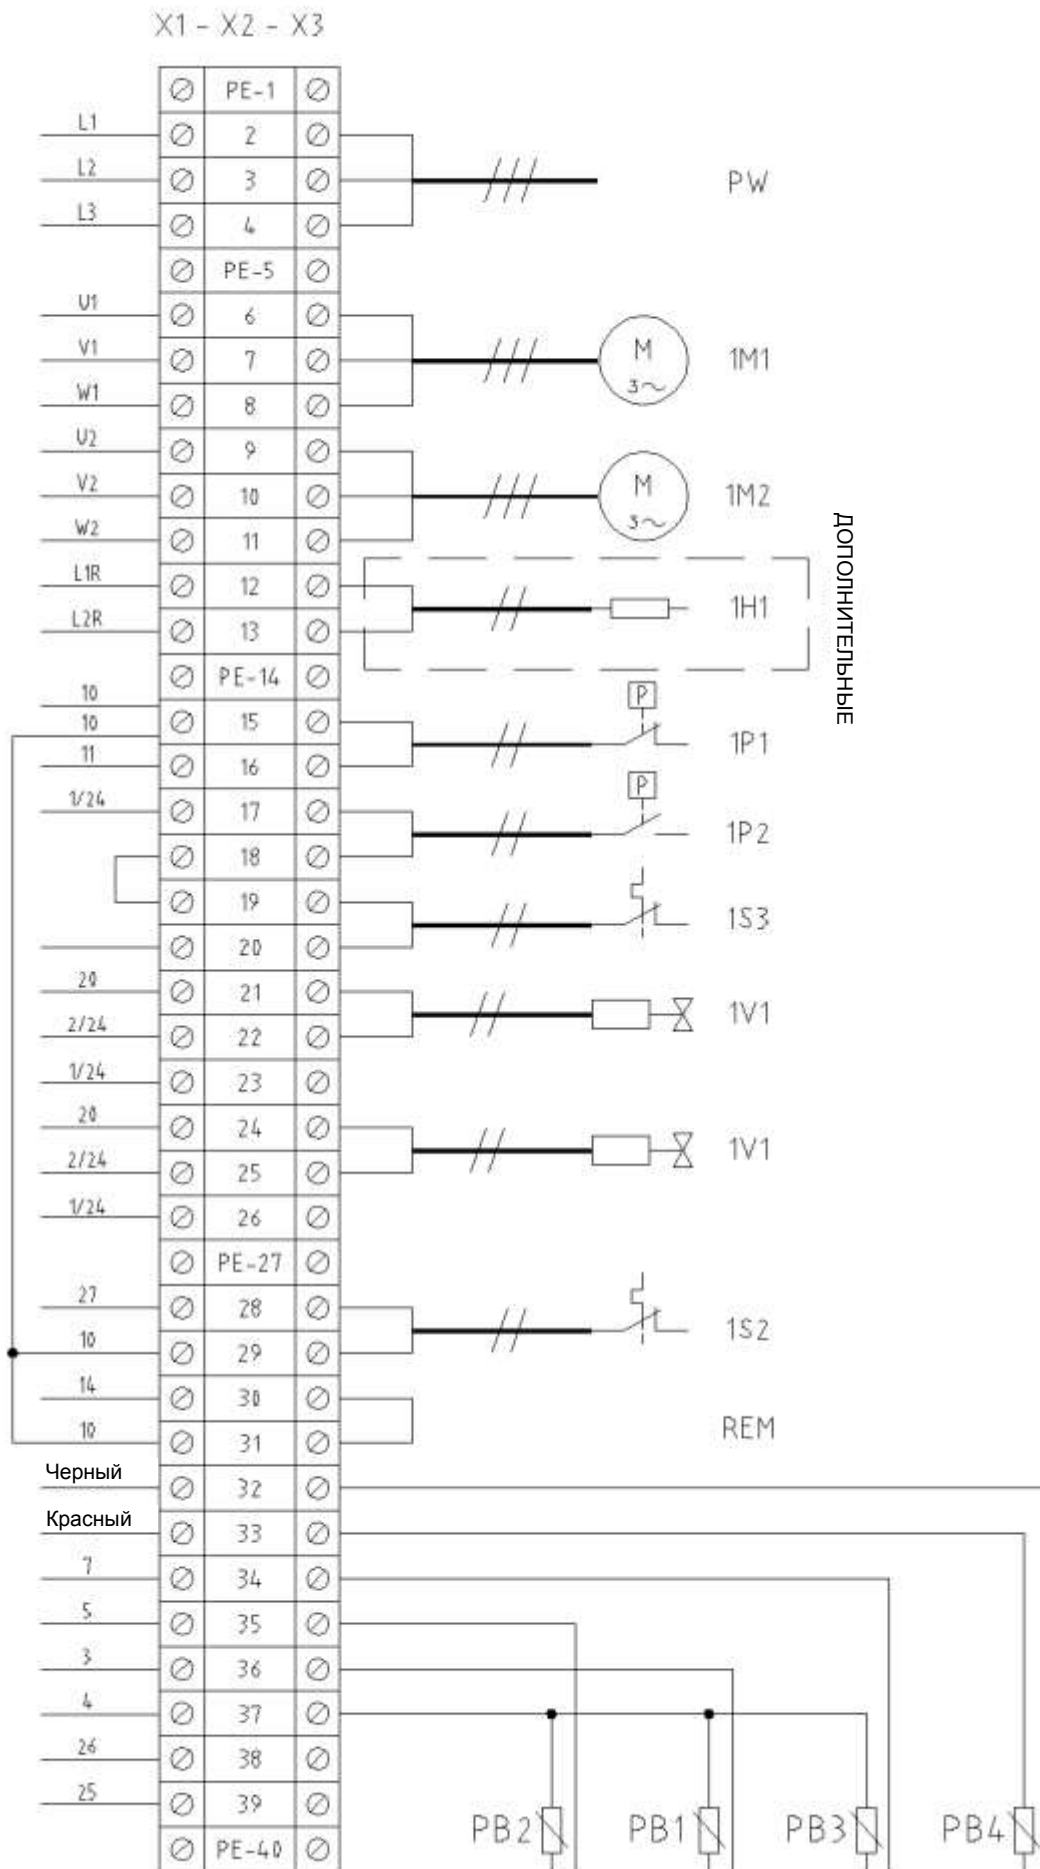 X1 - X2 - X3
PE-1
L1 2
L2 3 PW
L3 4
PE-5
U1 6
V1 7 M 3~ 1M1
W1 8
U2 9
V2 10 M 3~ 1M2
W2 11
ДОПОЛНИТЕЛЬНЫЕ
L1R 12
1H1
L2R 13
PE-14
10
10 15 P
1P1
11 16
1/24 17 P
1P2
18
19
1S3
20
20 21
1V1
2/24 22
1/24 23
20 24
1V1
2/24 25
1/24 26
PE-27
27 28
1S2
10 29
14 30
REM
10 31
Черный 32
Красный 33
7 34
5 35
3 36
4 37
26 38
25 39
PB2 PB1 PB3 PB4
PE-40